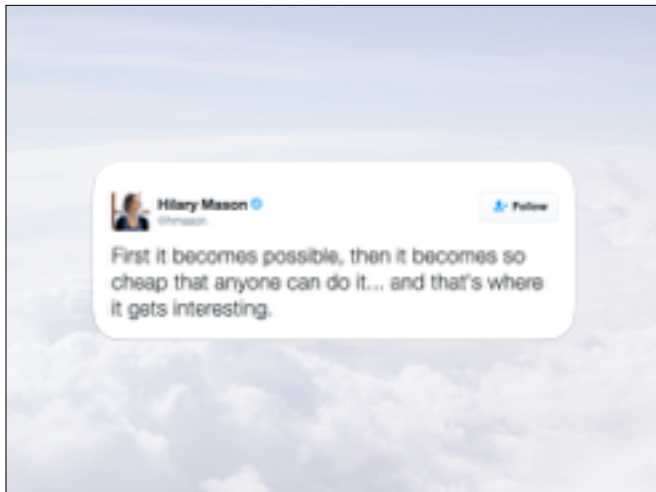 Hilary Mason
@hmason
Follow
First it becomes possible, then it becomes so
cheap that anyone can do it... and that's where
it gets interesting.